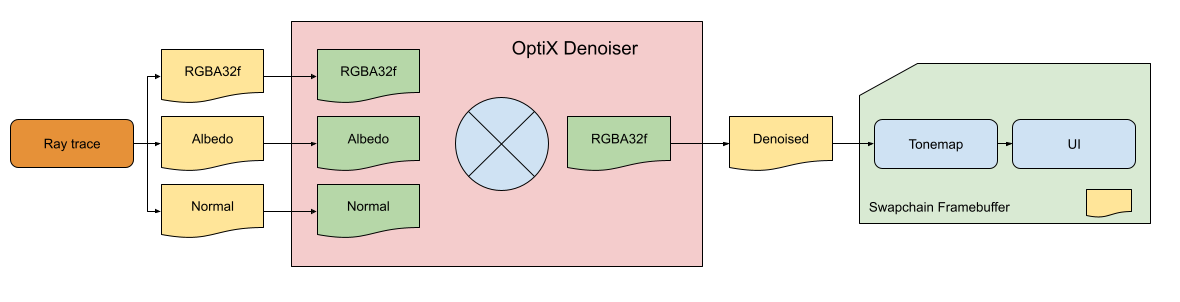 OptiX Denoiser
Ray trace
RGBA32f
Albedo
Normal
RGBA32f
Albedo
Normal
RGBA32f
Denoised
Tonemap
UI
Swapchain Framebuffer